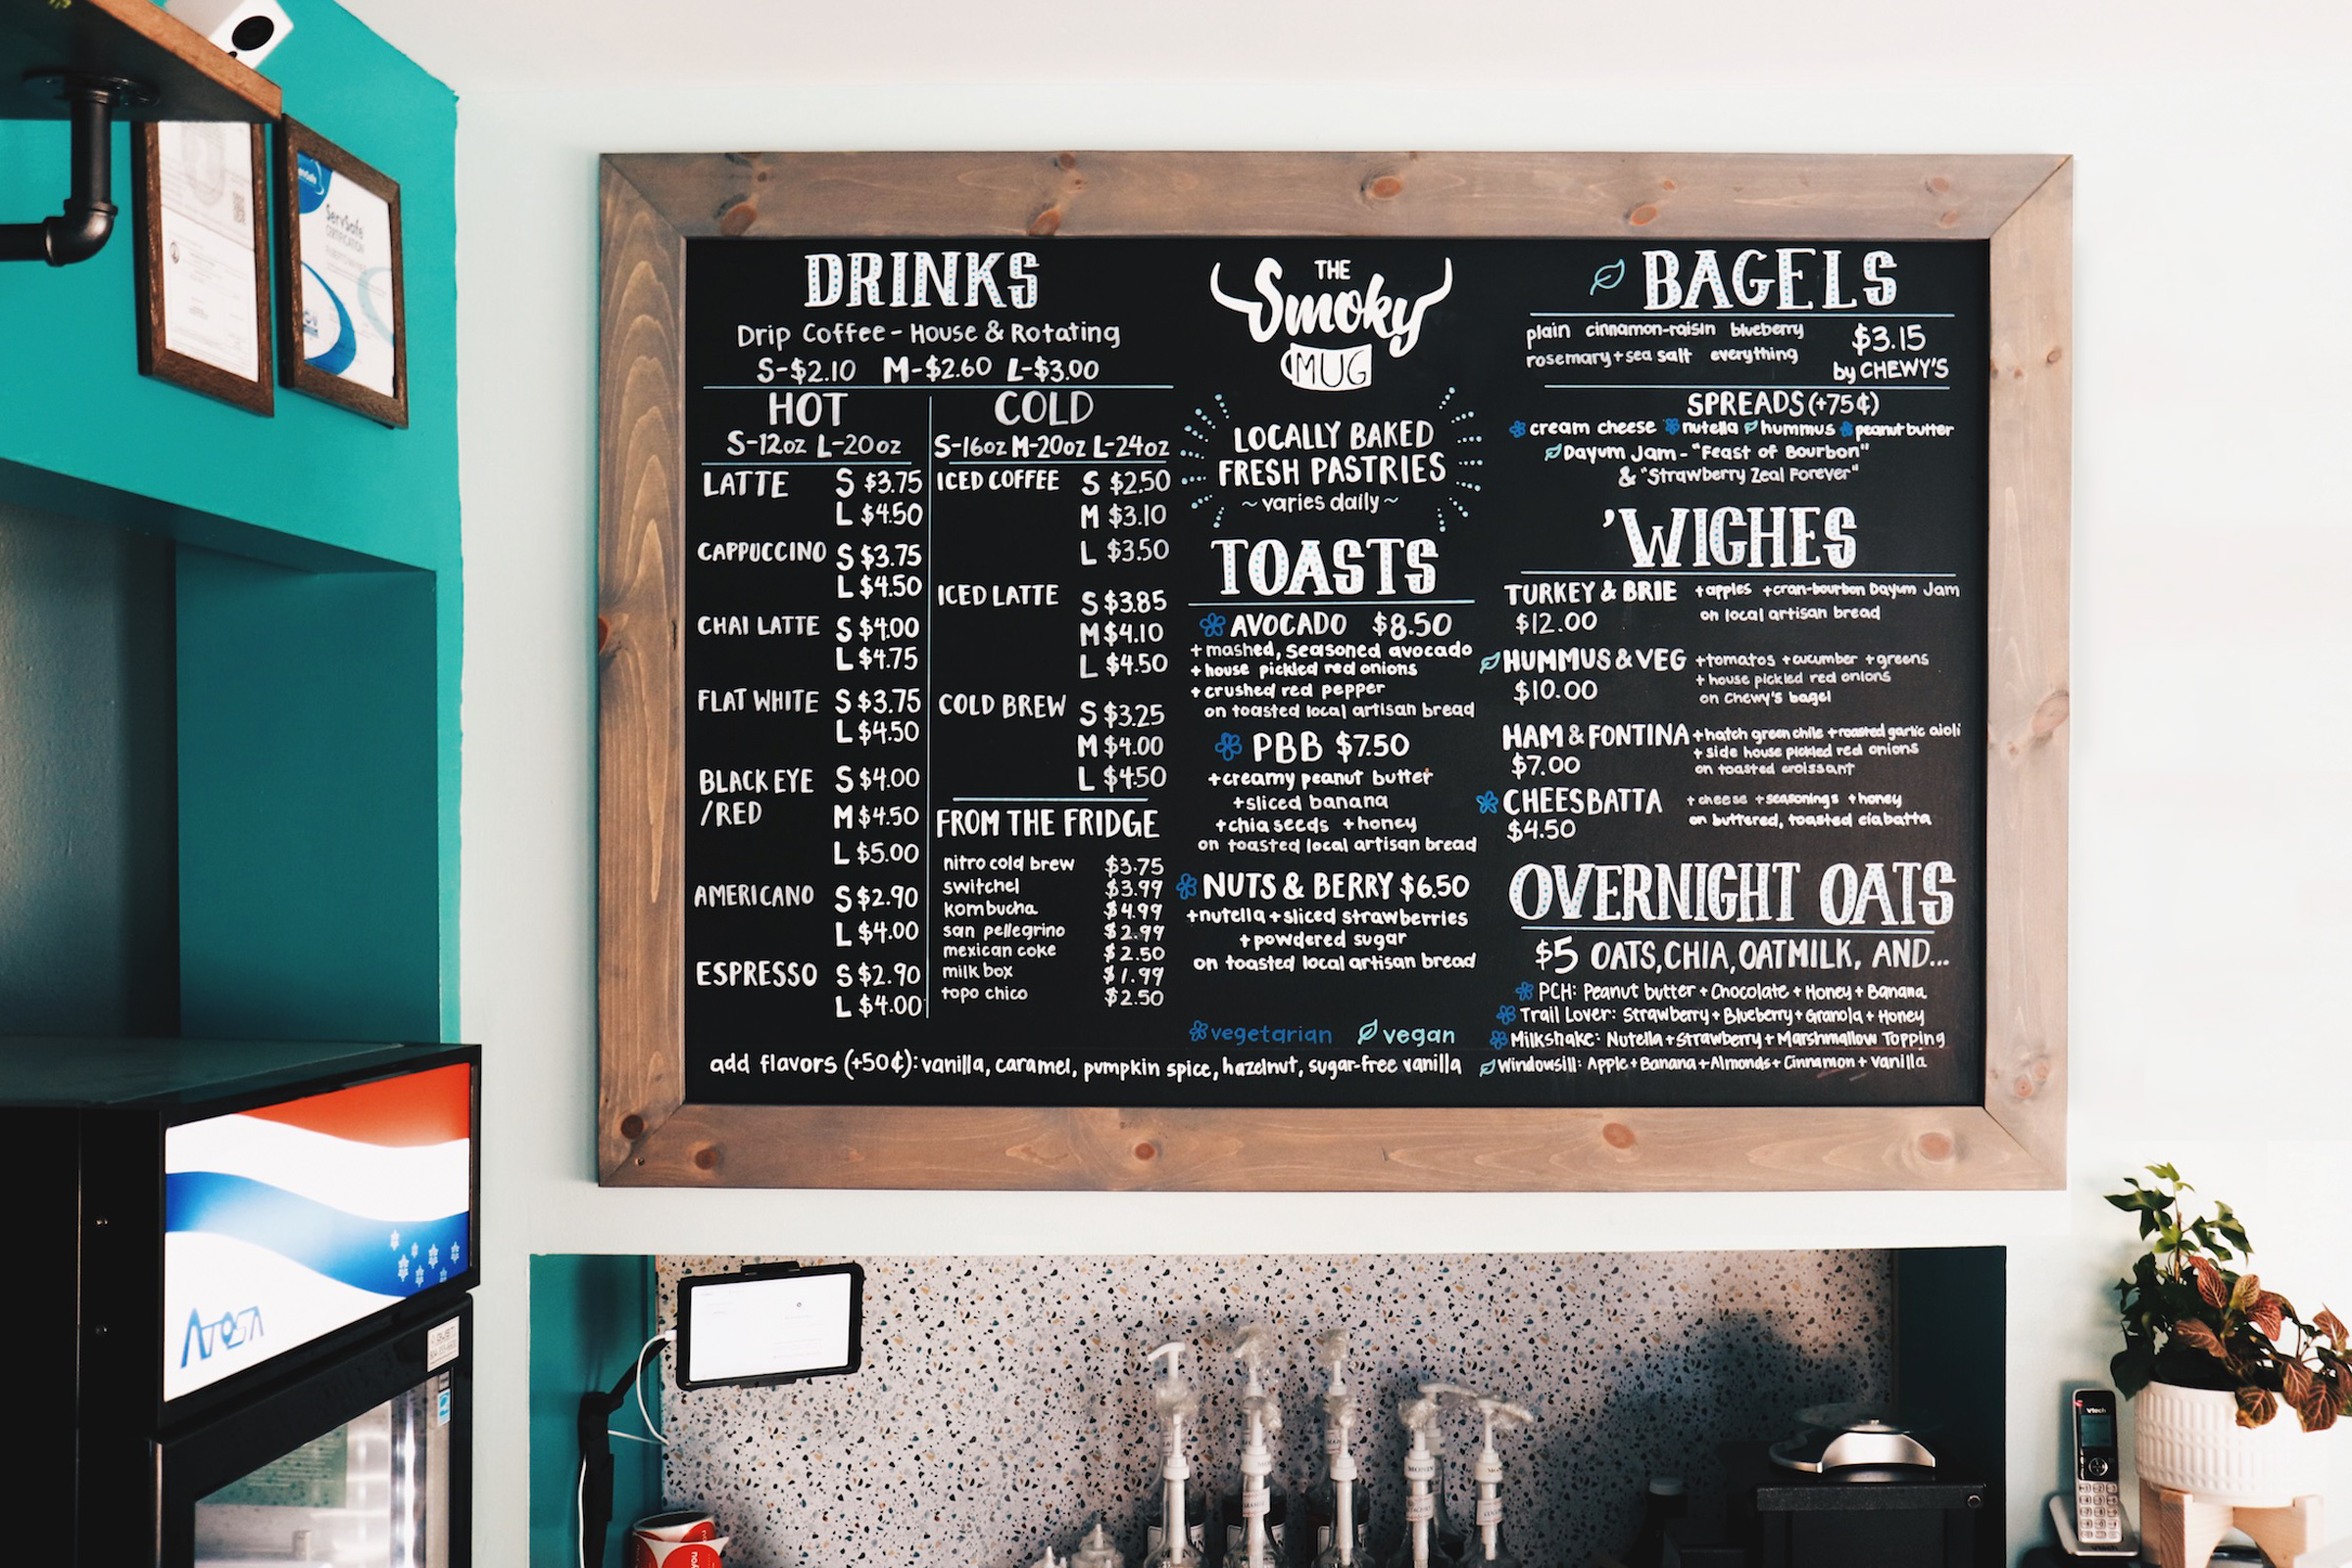 ServSafe
CERTIFICATION
DRINKS
Drip Coffee - House & Rotating
S-$2.10 M-$2.60 L-$3.00
HOT
S-12oz L-20oz
LATTE S $3.75
L $4.50
CAPPUCCINO S $3.75
L $4.50
CHAI LATTE S $4.00
L $4.75
FLAT WHITE S $3.75
L $4.50
BLACK EYE S $4.00
/RED M $4.50
L $5.00
AMERICANO S $2.90
L $4.00
ESPRESSO S $2.90
L $4.00
COLD
S-16oz M-20oz L-24oz
ICED COFFEE S $2.50
M $3.10
L $3.50
ICED LATTE S $3.85
M $4.10
L $4.50
COLD BREW S $3.25
M $4.00
L $4.50
FROM THE FRIDGE
nitro cold brew $3.75
switchel $3.99
kombucha $4.99
san pellegrino $2.99
mexican coke $2.50
milk box $1.99
topo chico $2.50
add flavors (+50¢): vanilla, caramel, pumpkin spice, hazelnut, sugar-free vanilla
THE
Smoky
MUG
LOCALLY BAKED
FRESH PASTRIES
~ varies daily ~
TOASTS
AVOCADO $8.50
+ mashed, seasoned avocado
+ house pickled red onions
+ crushed red pepper
on toasted local artisan bread
PBB $7.50
+creamy peanut butter
+sliced banana
+chia seeds +honey
on toasted local artisan bread
NUTS & BERRY $6.50
+nutella +sliced strawberries
+powdered sugar
on toasted local artisan bread
vegetarian vegan
BAGELS
plain cinnamon-raisin blueberry
rosemary+sea salt everything
$3.15
by CHEWY'S
SPREADS (+75¢)
cream cheese nutella hummus peanut butter
Dayum Jam - "Feast of Bourbon"
& "Strawberry Zeal Forever"
'WICHES
TURKEY & BRIE +apples +cran-bourbon Dayum Jam
$12.00 on local artisan bread
HUMMUS & VEG +tomatos +cucumber +greens
$10.00 + house pickled red onions
on Chewy's bagel
HAM & FONTINA +hatch green chile +roasted garlic aioli
$7.00 + side house pickled red onions
on toasted croissant
CHEESBATTA +cheese +seasonings +honey
$4.50 on buttered, toasted ciabatta
OVERNIGHT OATS
$5 OATS, CHIA, OATMILK, AND...
PCH: Peanut butter + Chocolate + Honey + Banana
Trail Lover: Strawberry + Blueberry + Granola + Honey
Milkshake: Nutella + Strawberry + Marshmallow Topping
Windowsill: Apple + Banana + Almonds + Cinnamon + Vanilla
Atosa
Vtech